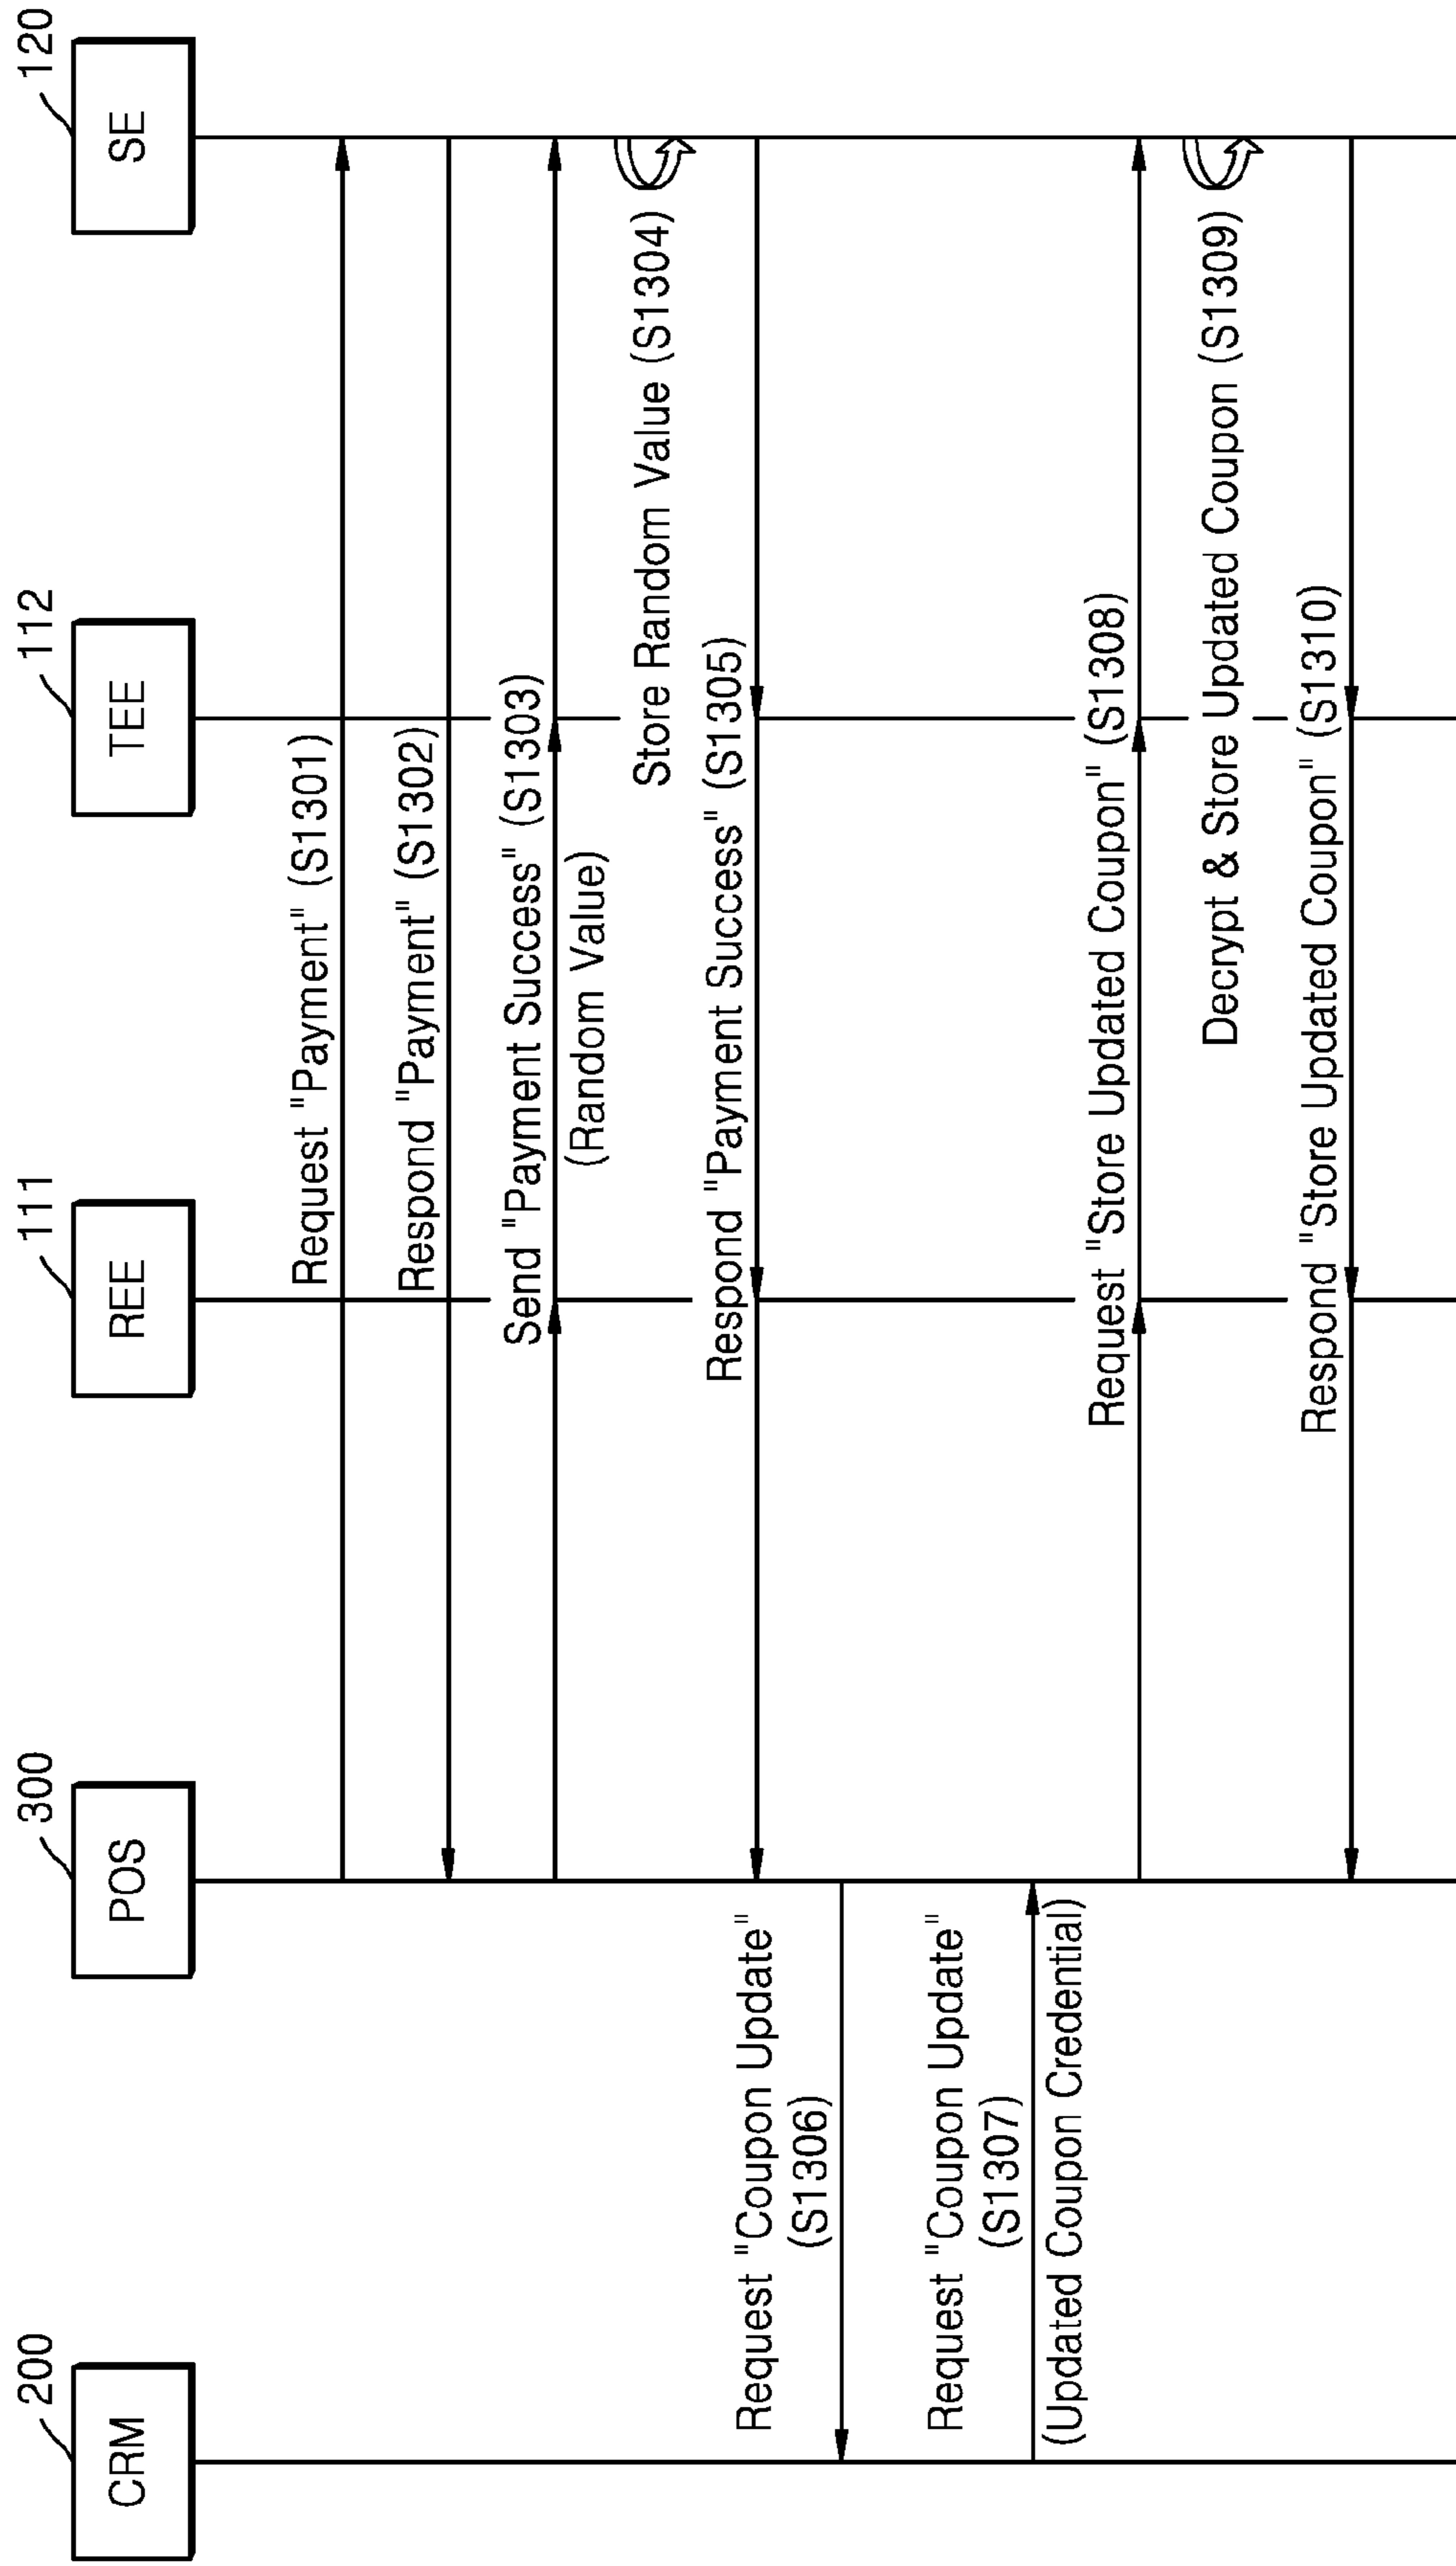 200
300
111
112
120
CRM
POS
REE
TEE
SE
Request "Payment" (S1301)
Respond "Payment" (S1302)
Send "Payment Success" (S1303)
(Random Value)
Store Random Value (S1304)
Respond "Payment Success" (S1305)
Request "Coupon Update"
(S1306)
Request "Coupon Update"
(S1307)
(Updated Coupon Credential)
Request "Store Updated Coupon" (S1308)
Decrypt & Store Updated Coupon (S1309)
Respond "Store Updated Coupon" (S1310)